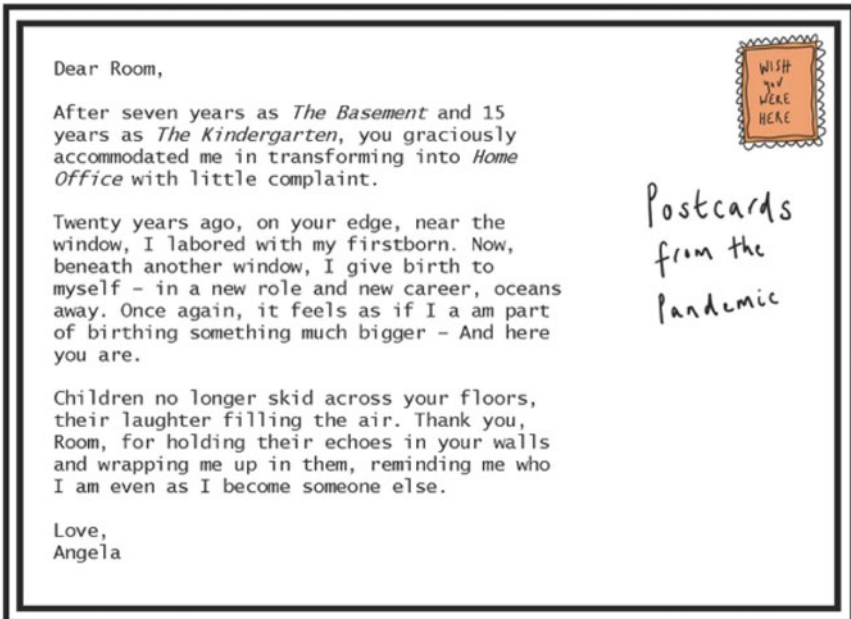 Dear Room,
After seven years as The Basement and 15
years as The Kindergarten, you graciously
accommodated me in transforming into Home
Office with little complaint.
Twenty years ago, on your edge, near the
window, I labored with my firstborn. Now,
beneath another window, I give birth to
myself – in a new role and new career, oceans
away. Once again, it feels as if I a am part
of birthing something much bigger – And here
you are.
Children no longer skid across your floors,
their laughter filling the air. Thank you,
Room, for holding their echoes in your walls
and wrapping me up in them, reminding me who
I am even as I become someone else.
Love,
Angela
WISH
YOU
WERE
HERE
Postcards
from the
Pandemic